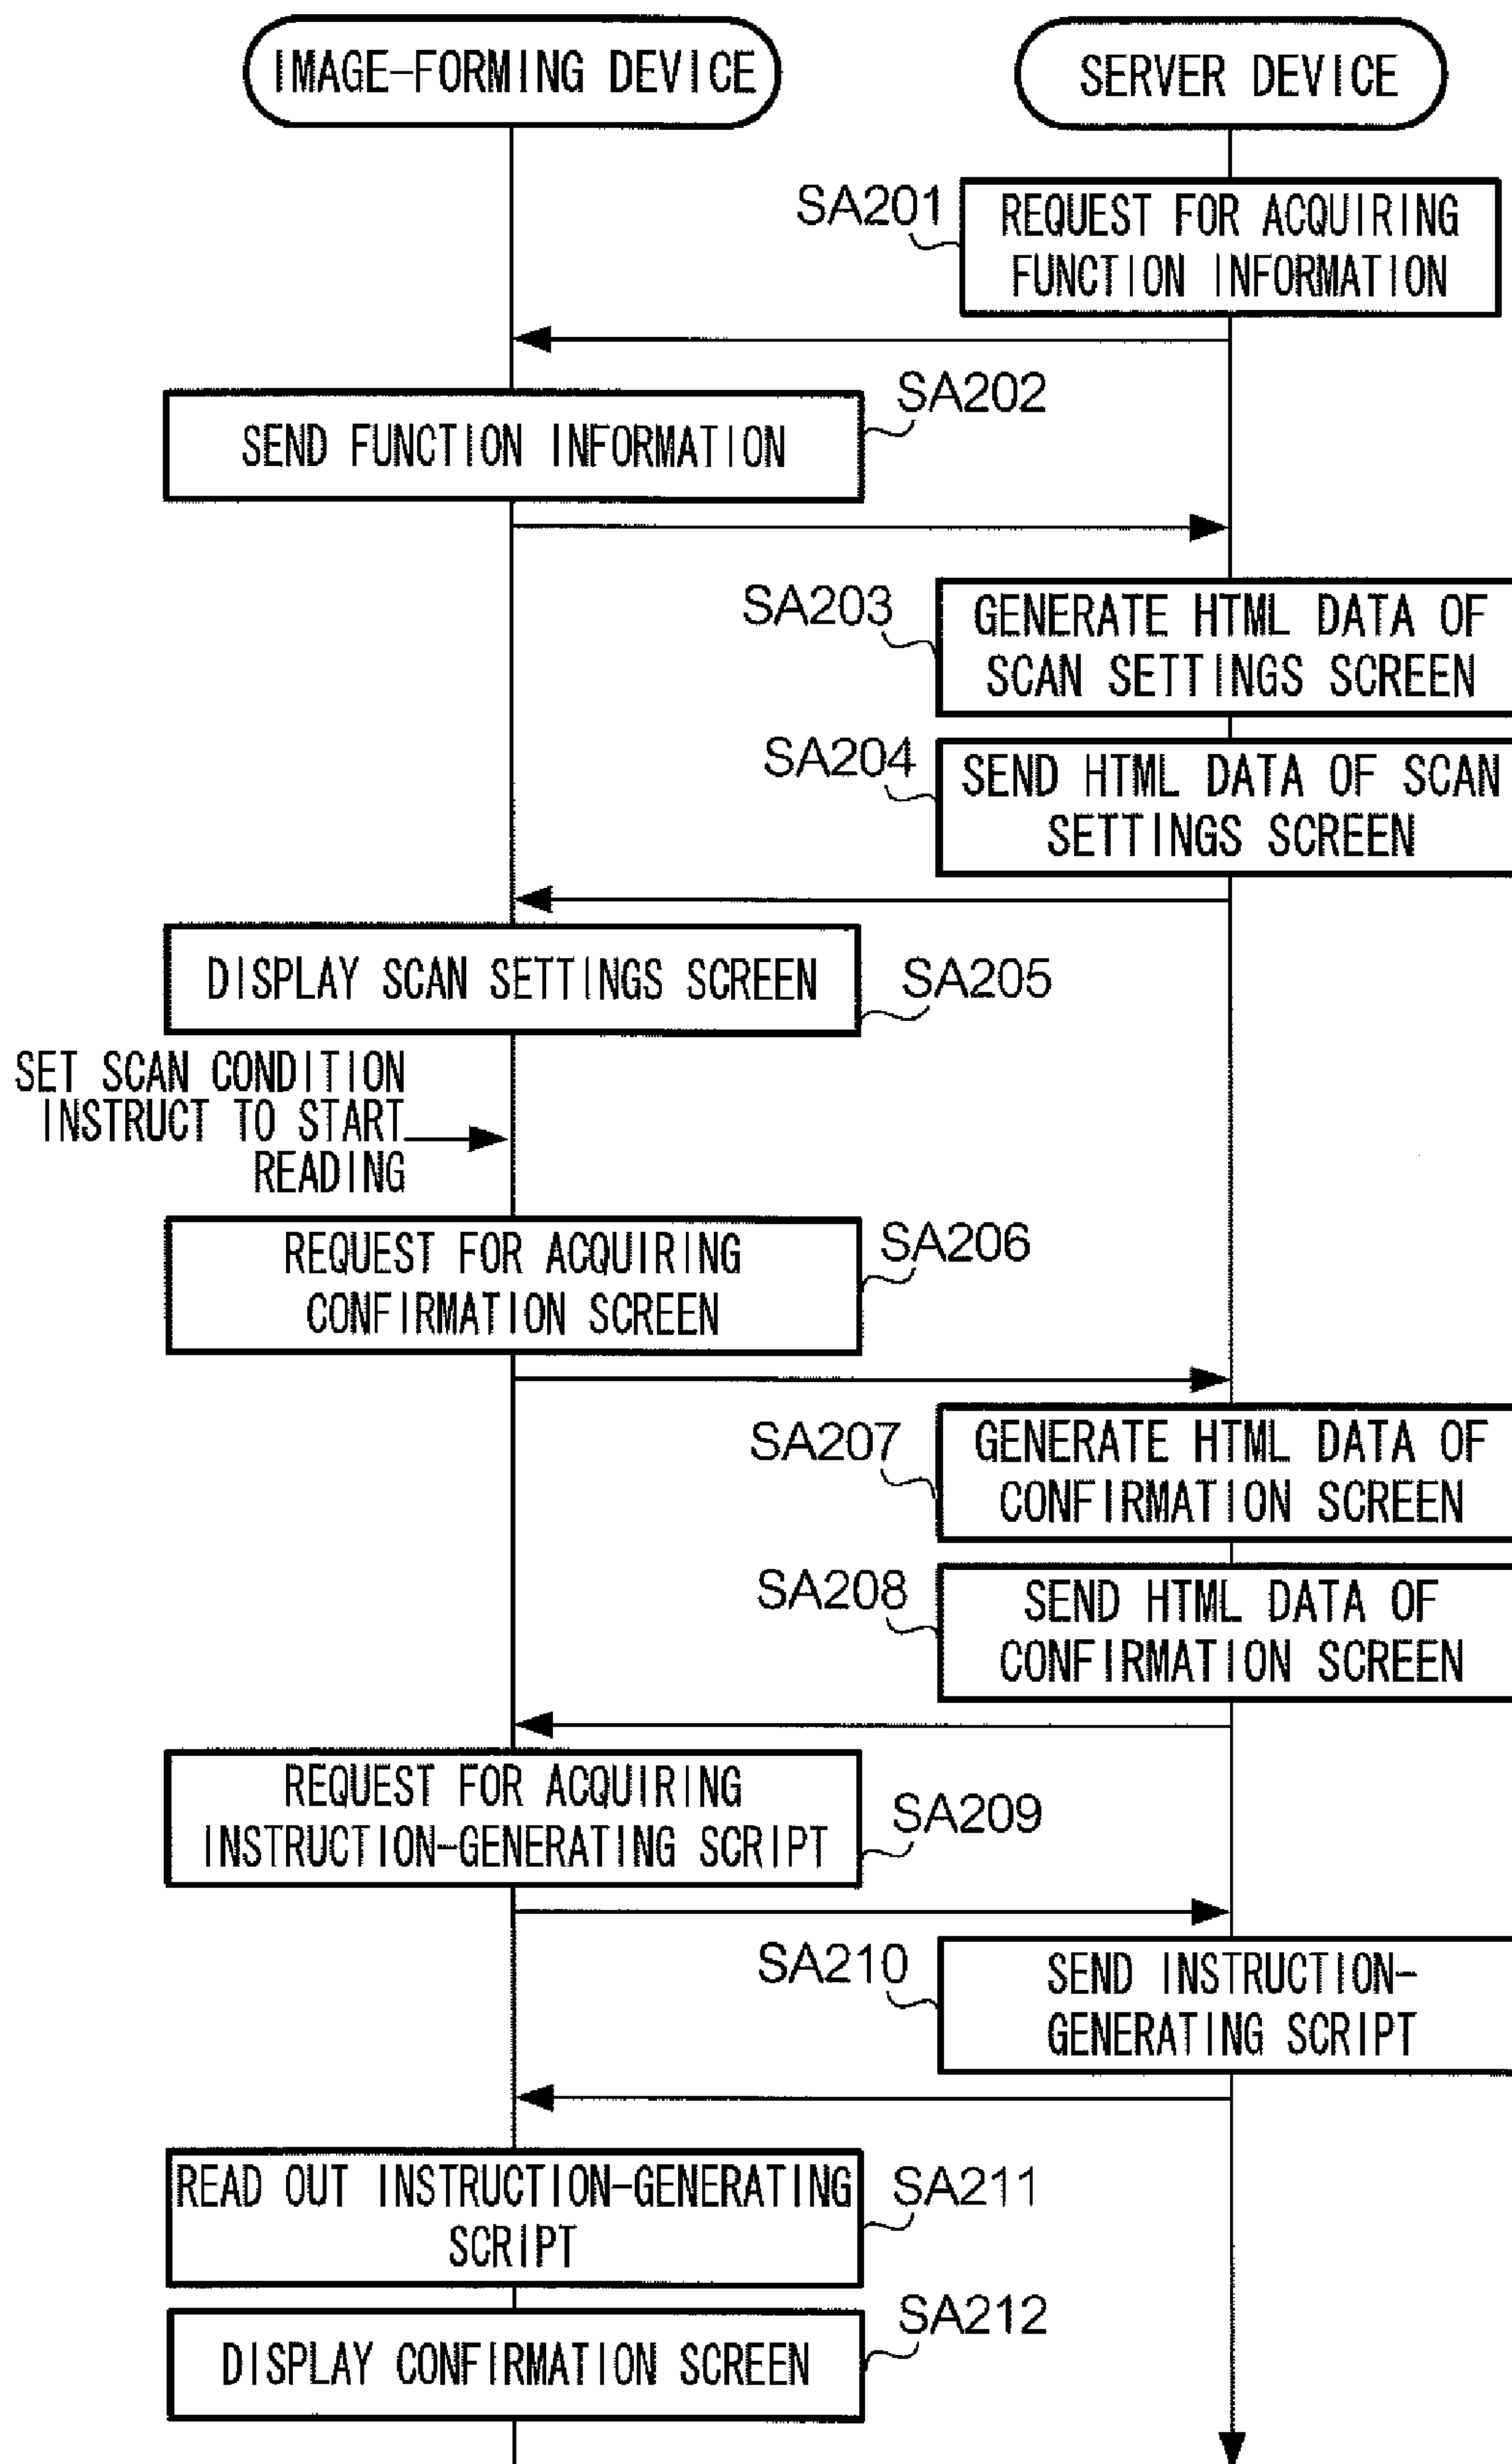 IMAGE-FORMING DEVICE
SERVER DEVICE
SA201
REQUEST FOR ACQUIRING
FUNCTION INFORMATION
SA202
SEND FUNCTION INFORMATION
SA203
GENERATE HTML DATA OF
SCAN SETTINGS SCREEN
SA204
SEND HTML DATA OF SCAN
SETTINGS SCREEN
DISPLAY SCAN SETTINGS SCREEN
SA205
SET SCAN CONDITION
INSTRUCT TO START
READING
REQUEST FOR ACQUIRING
CONFIRMATION SCREEN
SA206
SA207
GENERATE HTML DATA OF
CONFIRMATION SCREEN
SA208
SEND HTML DATA OF
CONFIRMATION SCREEN
REQUEST FOR ACQUIRING
INSTRUCTION-GENERATING SCRIPT
SA209
SA210
SEND INSTRUCTION-
GENERATING SCRIPT
READ OUT INSTRUCTION-GENERATING
SCRIPT
SA211
SA212
DISPLAY CONFIRMATION SCREEN